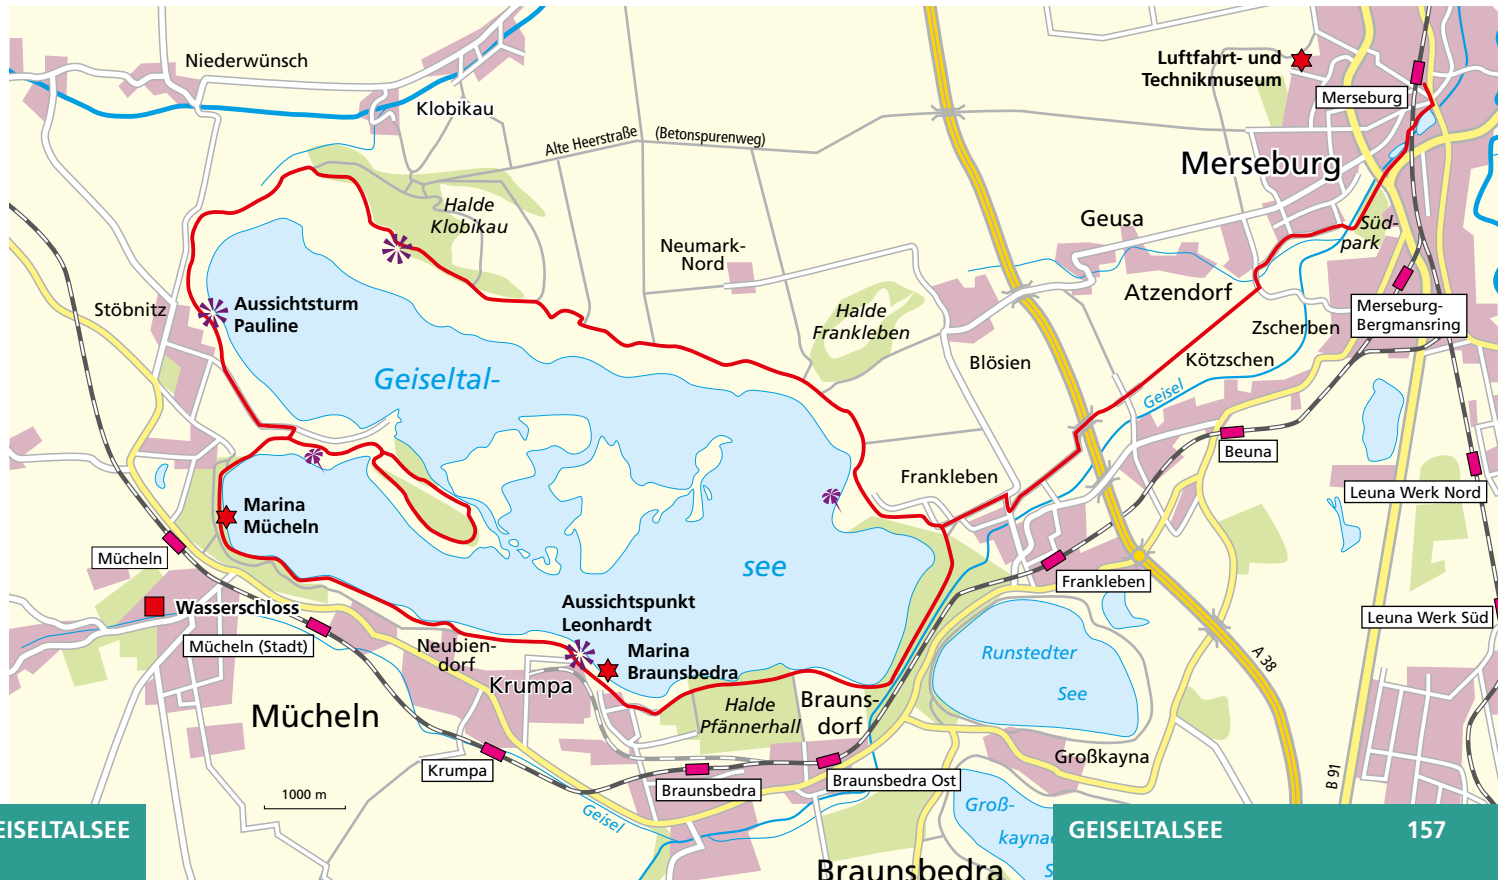 Niederwünsch
Klobikau
Alte Heerstraße (Betonspurenweg)
Luftfahrt- und
Technikmuseum
Merseburg
Merseburg
Halde
Klobikau
Neumark-
Nord
Geusa
Süd-
park
Stöbnitz
Aussichtsturm
Pauline
Halde
Frankleben
Atzendorf
Merseburg-
Bergmansring
Zscherben
Blösien
Kötzschen
Geiseltal-
Geisel
Beuna
Frankleben
Leuna Werk Nord
Marina
Mücheln
Mücheln
see
Frankleben
Wasserschloss
Aussichtspunkt
Leonhardt
Leuna Werk Süd
Mücheln (Stadt)
Neubien-
dorf
Marina
Braunsbedra
Runstedter
See
A 38
Krumpa
Mücheln
Halde
Pfännerhall
Brauns-
dorf
Großkayna
Krumpa
Braunsbedra
Braunsbedra Ost
B 91
1000 m
Geisel
Groß-
kaynae
S
EISELTALSEE
GEISELTALSEE
157
Braunsbedra